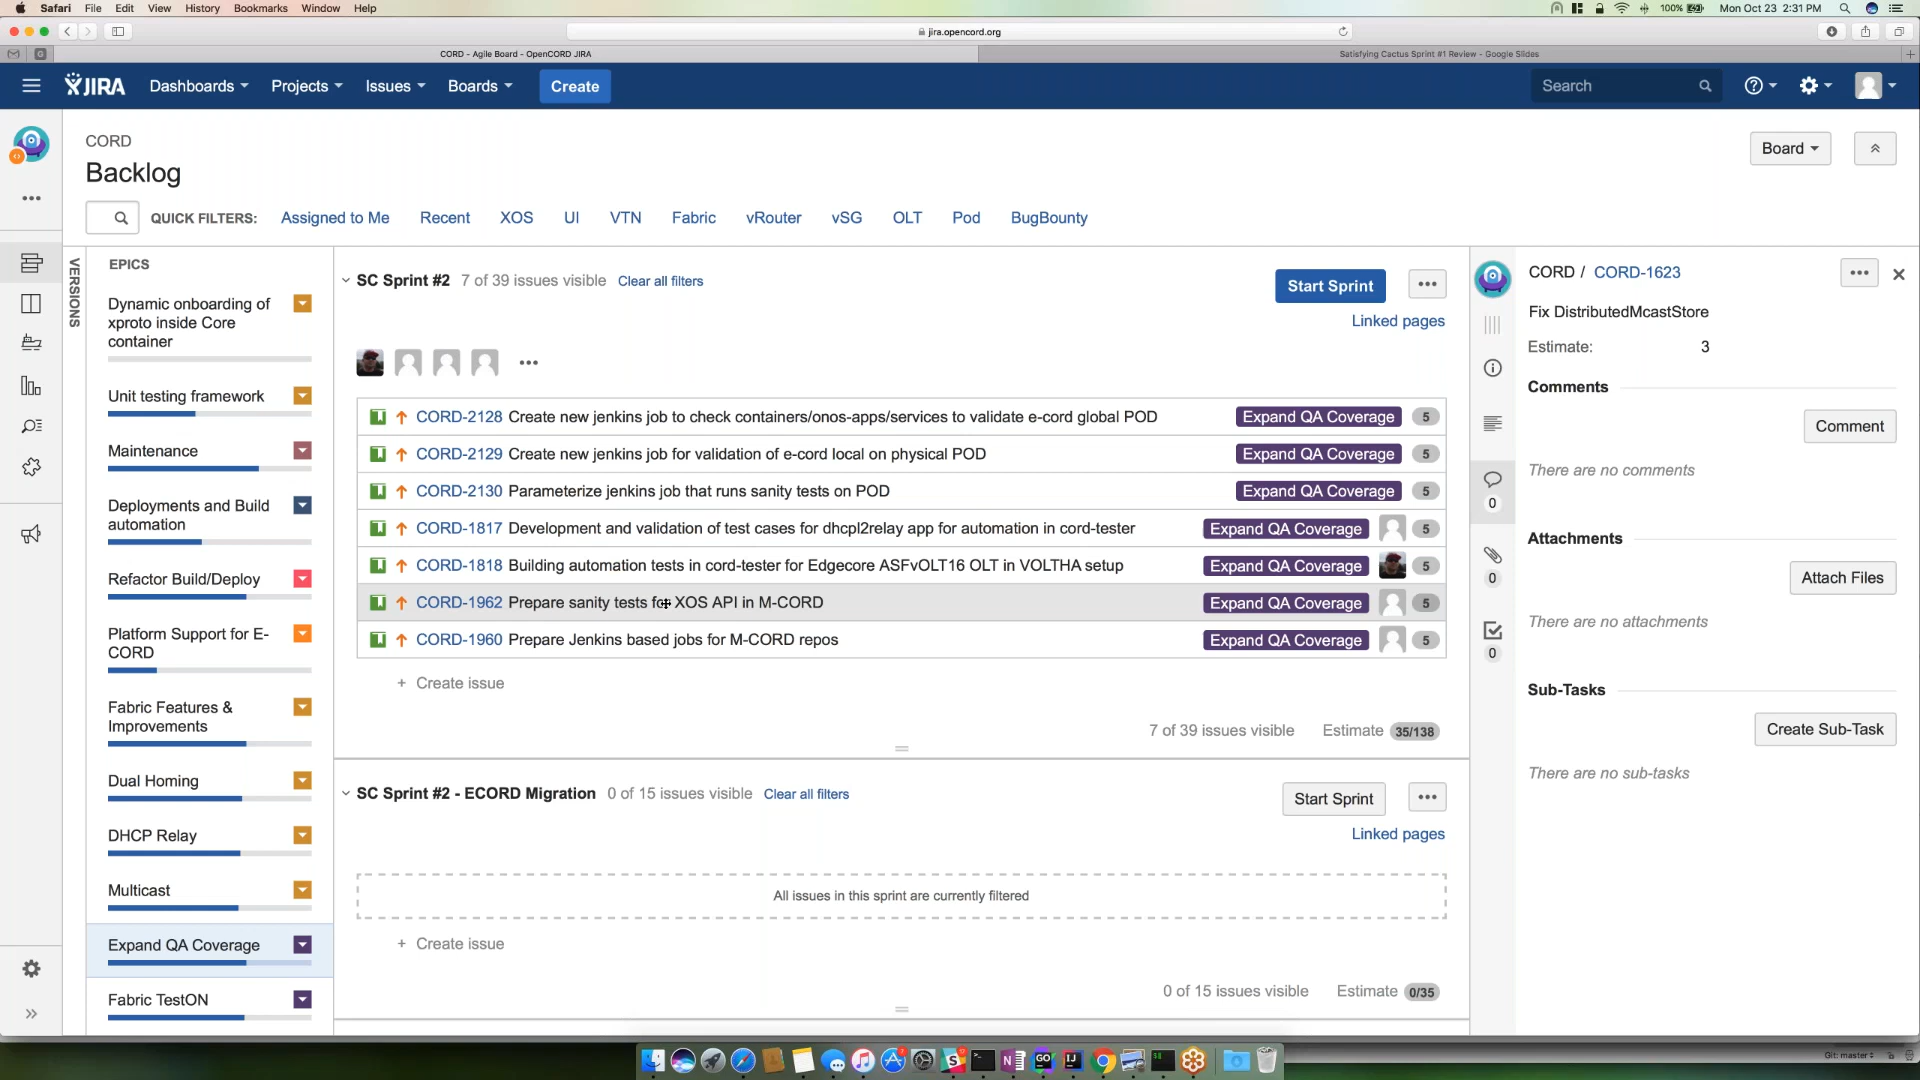 Safari File Edit View History Bookmarks Window Help
100% Mon Oct 23 2:31 PM
jira.opencord.org
CORD - Agile Board - OpenCORD JIRA
Satisfying Cactus Sprint #1 Review - Google Slides
JIRA Dashboards Projects Issues Boards Create Search
CORD
Backlog
Board
QUICK FILTERS: Assigned to Me Recent XOS UI VTN Fabric vRouter vSG OLT Pod BugBounty
VERSIONS
EPICS
Dynamic onboarding of
xproto inside Core
container
Unit testing framework
Maintenance
Deployments and Build
automation
Refactor Build/Deploy
Platform Support for E-
CORD
Fabric Features &
Improvements
Dual Homing
DHCP Relay
Multicast
Expand QA Coverage
Fabric TestON
SC Sprint #2 7 of 39 issues visible Clear all filters
Start Sprint
Linked pages
CORD-2128 Create new jenkins job to check containers/onos-apps/services to validate e-cord global POD Expand QA Coverage 5
CORD-2129 Create new jenkins job for validation of e-cord local on physical POD Expand QA Coverage 5
CORD-2130 Parameterize jenkins job that runs sanity tests on POD Expand QA Coverage 5
CORD-1817 Development and validation of test cases for dhcpl2relay app for automation in cord-tester Expand QA Coverage 5
CORD-1818 Building automation tests in cord-tester for Edgecore ASFvOLT16 OLT in VOLTHA setup Expand QA Coverage 5
CORD-1962 Prepare sanity tests for XOS API in M-CORD Expand QA Coverage 5
CORD-1960 Prepare Jenkins based jobs for M-CORD repos Expand QA Coverage 5
+ Create issue
7 of 39 issues visible Estimate 35/138
SC Sprint #2 - ECORD Migration 0 of 15 issues visible Clear all filters
Start Sprint
Linked pages
All issues in this sprint are currently filtered
+ Create issue
0 of 15 issues visible Estimate 0/35
CORD / CORD-1623
Fix DistributedMcastStore
Estimate: 3
Comments
Comment
There are no comments
0
Attachments
Attach Files
0
There are no attachments
0
Sub-Tasks
Create Sub-Task
There are no sub-tasks
Git: master